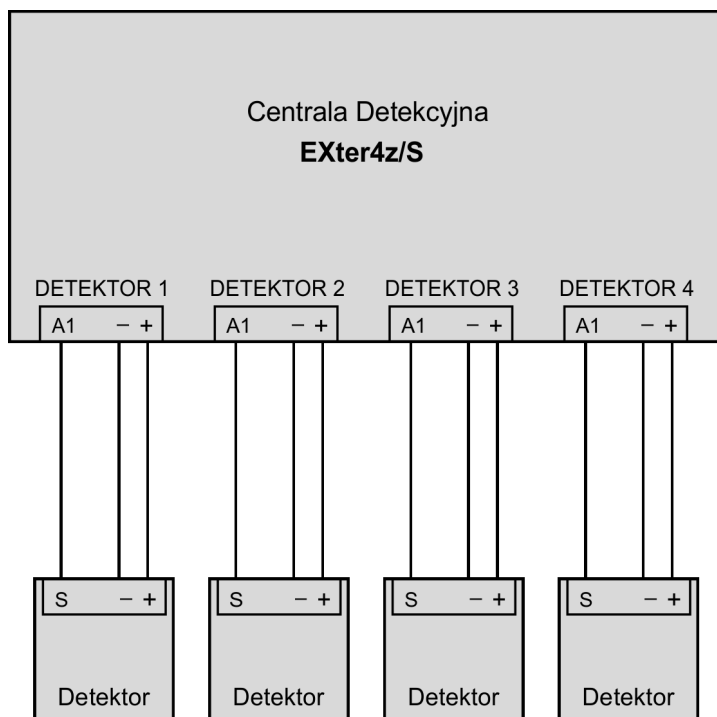 Centrala Detekcyjna
EXter4z/S
DETEKTOR 1 DETEKTOR 2 DETEKTOR 3 DETEKTOR 4
A1 − + A1 − + A1 − + A1 − +
S − + S − + S − + S − +
Detektor Detektor Detektor Detektor